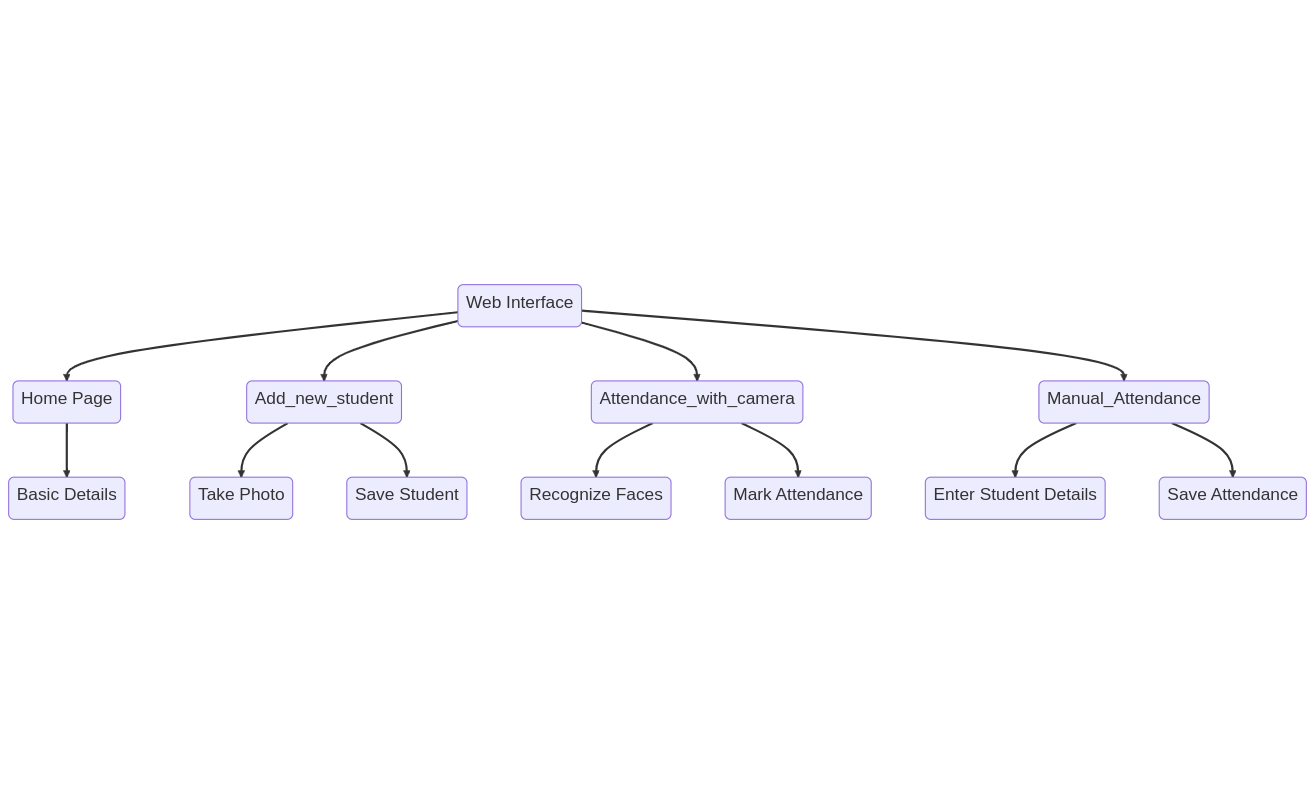 Web Interface
Home Page
Add_new_student
Attendance_with_camera
Manual_Attendance
Basic Details
Take Photo
Save Student
Recognize Faces
Mark Attendance
Enter Student Details
Save Attendance